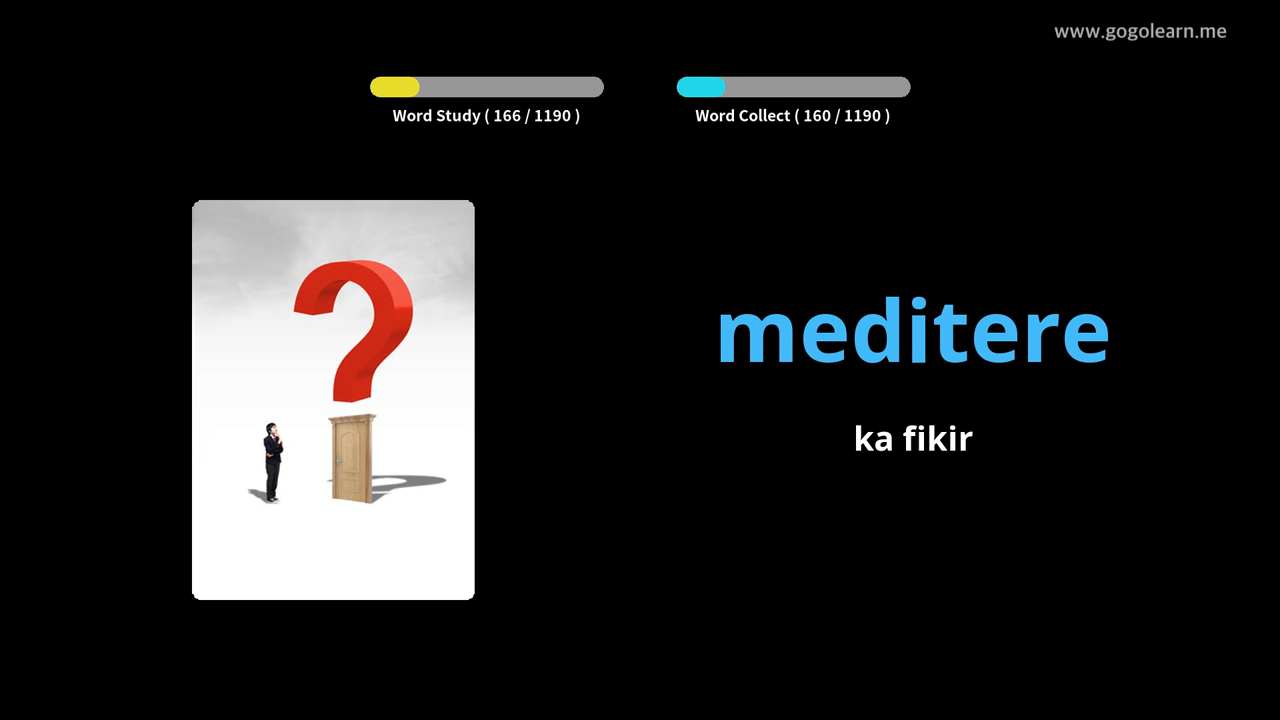 www.gogolearn.me
Word Study ( 166 / 1190 )
Word Collect ( 160 / 1190 )
meditere
ka fikir